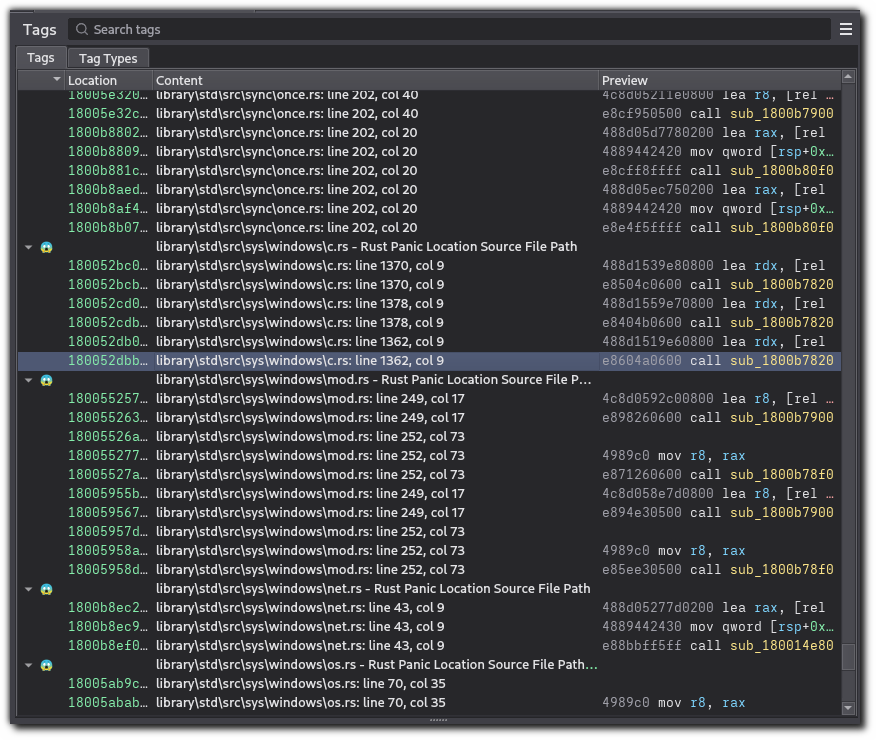 Tags Search tags
Tags Tag Types
Location Content Preview
18005e320… library\std\src\sync\once.rs: line 202, col 40 4c8d05211e0800 lea r8, [rel …
18005e32c… library\std\src\sync\once.rs: line 202, col 40 e8cf950500 call sub_1800b7900
1800b8802… library\std\src\sync\once.rs: line 202, col 20 488d05d7780200 lea rax, [rel
1800b8809… library\std\src\sync\once.rs: line 202, col 20 4889442420 mov qword [rsp+0x…
1800b881c… library\std\src\sync\once.rs: line 202, col 20 e8cff8ffff call sub_1800b80f0
1800b8aed… library\std\src\sync\once.rs: line 202, col 20 488d05ec750200 lea rax, [rel
1800b8af4… library\std\src\sync\once.rs: line 202, col 20 4889442420 mov qword [rsp+0x…
1800b8b07… library\std\src\sync\once.rs: line 202, col 20 e8e4f5ffff call sub_1800b80f0
library\std\src\sys\windows\c.rs - Rust Panic Location Source File Path
180052bc0… library\std\src\sys\windows\c.rs: line 1370, col 9 488d1539e80800 lea rdx, [rel
180052bcb… library\std\src\sys\windows\c.rs: line 1370, col 9 e8504c0600 call sub_1800b7820
180052cd0… library\std\src\sys\windows\c.rs: line 1378, col 9 488d1559e70800 lea rdx, [rel
180052cdb… library\std\src\sys\windows\c.rs: line 1378, col 9 e8404b0600 call sub_1800b7820
180052db0… library\std\src\sys\windows\c.rs: line 1362, col 9 488d1519e60800 lea rdx, [rel
180052dbb… library\std\src\sys\windows\c.rs: line 1362, col 9 e8604a0600 call sub_1800b7820
library\std\src\sys\windows\mod.rs - Rust Panic Location Source File P…
180055257… library\std\src\sys\windows\mod.rs: line 249, col 17 4c8d0592c00800 lea r8, [rel …
180055263… library\std\src\sys\windows\mod.rs: line 249, col 17 e898260600 call sub_1800b7900
18005526a… library\std\src\sys\windows\mod.rs: line 252, col 73
180055277… library\std\src\sys\windows\mod.rs: line 252, col 73 4989c0 mov r8, rax
18005527a… library\std\src\sys\windows\mod.rs: line 252, col 73 e871260600 call sub_1800b78f0
18005955b… library\std\src\sys\windows\mod.rs: line 249, col 17 4c8d058e7d0800 lea r8, [rel …
180059567… library\std\src\sys\windows\mod.rs: line 249, col 17 e894e30500 call sub_1800b7900
18005957d… library\std\src\sys\windows\mod.rs: line 252, col 73
18005958a… library\std\src\sys\windows\mod.rs: line 252, col 73 4989c0 mov r8, rax
18005958d… library\std\src\sys\windows\mod.rs: line 252, col 73 e85ee30500 call sub_1800b78f0
library\std\src\sys\windows\net.rs - Rust Panic Location Source File Path
1800b8ec2… library\std\src\sys\windows\net.rs: line 43, col 9 488d05277d0200 lea rax, [rel
1800b8ec9… library\std\src\sys\windows\net.rs: line 43, col 9 4889442430 mov qword [rsp+0x…
1800b8ef0… library\std\src\sys\windows\net.rs: line 43, col 9 e88bbff5ff call sub_180014e80
library\std\src\sys\windows\os.rs - Rust Panic Location Source File Path…
18005ab9c… library\std\src\sys\windows\os.rs: line 70, col 35
18005abab… library\std\src\sys\windows\os.rs: line 70, col 35 4989c0 mov r8, rax